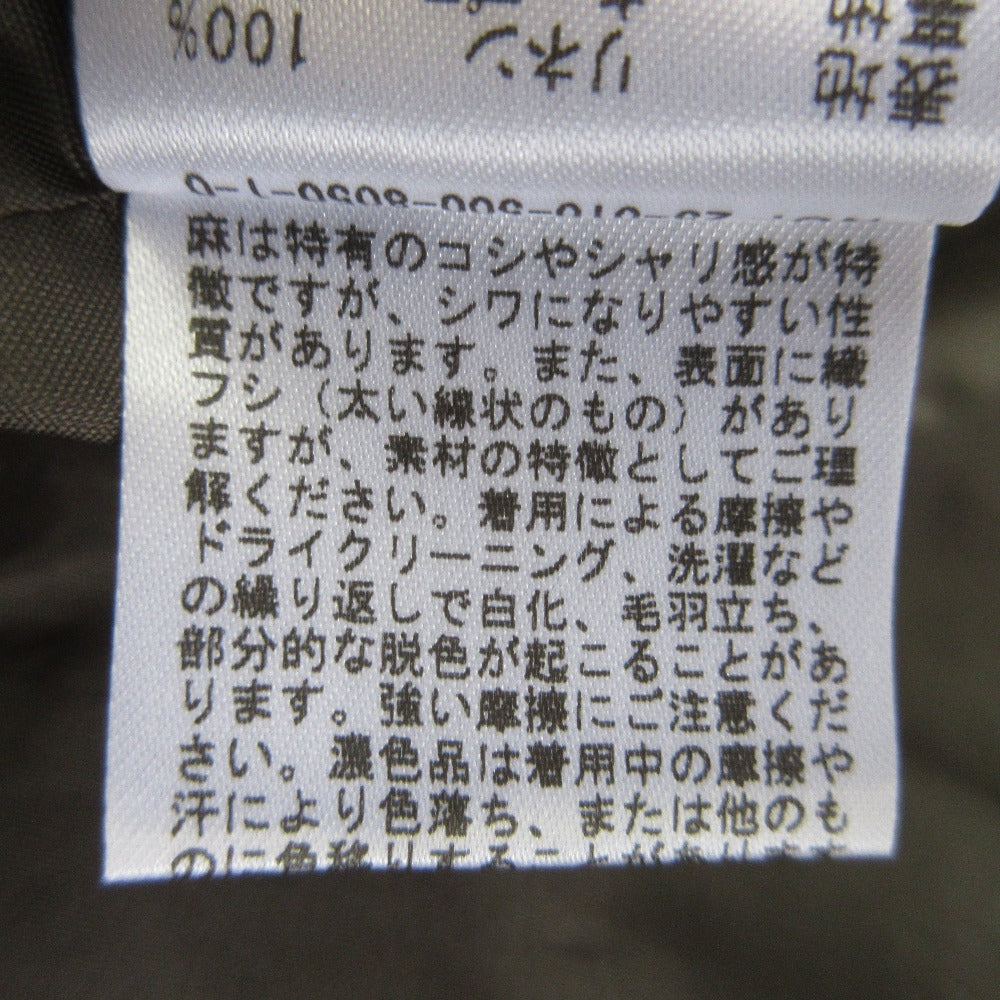 リネン 100%
麻は特有のコシやシャリ感が特
徴ですが、シワになりやすい性
質があります。また、表面に織り
フシ（太い線状のもの）があり
ますが、素材の特徴としてご理
解ください。着用による摩擦や
ドライクリーニング、洗濯など
の繰り返しで白化、毛羽立ち、
部分的な脱色が起こることがあ
ります。強い摩擦にご注意くだ
さい。濃色品は着用中の摩擦や
汗により色落ち、または他のも